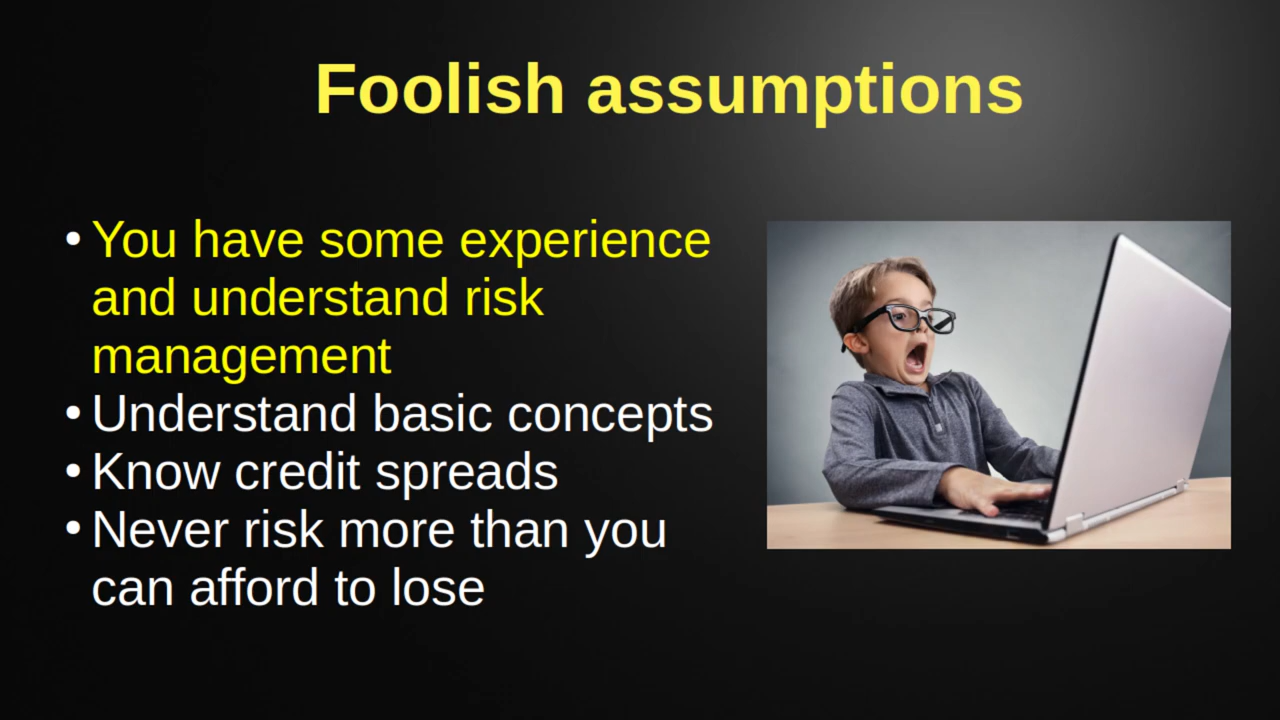 Foolish assumptions
• You have some experience
and understand risk
management
• Understand basic concepts
• Know credit spreads
• Never risk more than you
can afford to lose